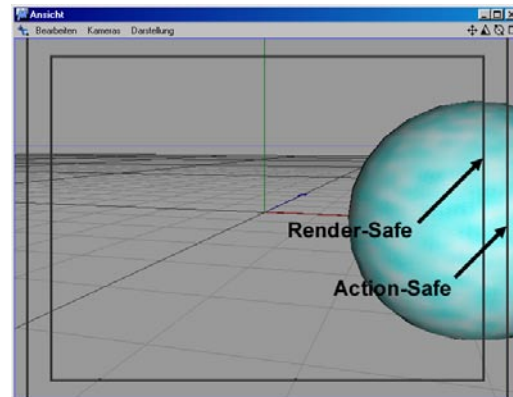 Ansicht
Bearbeiten Kameras Darstellung
Render-Safe
Action-Safe